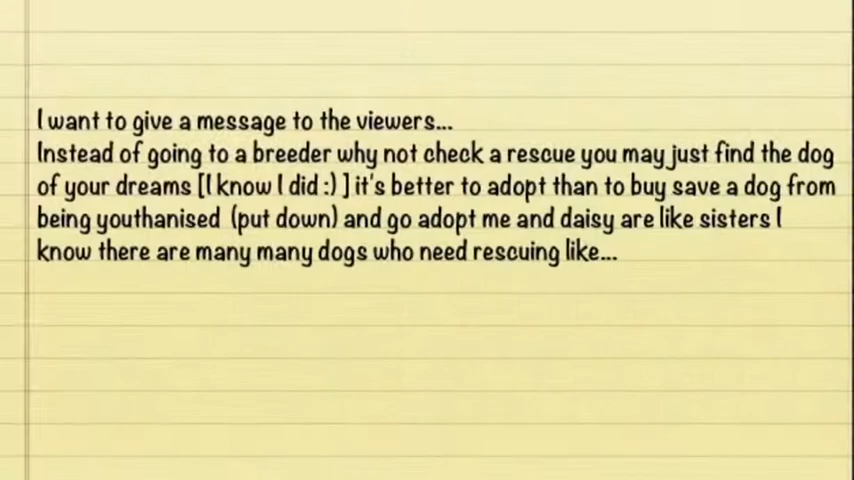 I want to give a message to the viewers...
Instead of going to a breeder why not check a rescue you may just find the dog
of your dreams [I know I did :) ] it's better to adopt than to buy save a dog from
being youthanised (put down) and go adopt me and daisy are like sisters I
know there are many many dogs who need rescuing like...